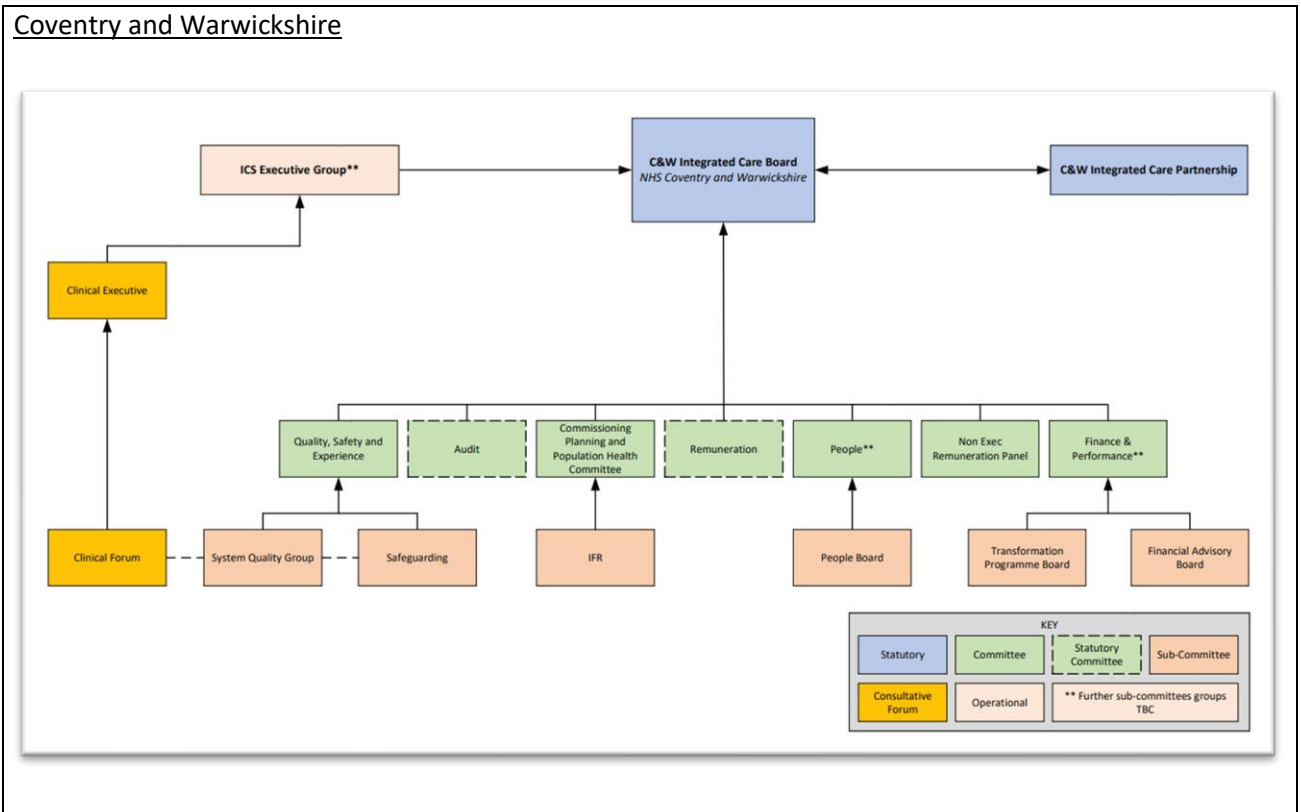 Coventry and Warwickshire
ICS Executive Group**
C&W Integrated Care Board
NHS Coventry and Warwickshire
C&W Integrated Care Partnership
Clinical Executive
Quality, Safety and
Experience
Audit
Commissioning
Planning and
Population Health
Committee
Remuneration
People**
Non Exec
Remuneration Panel
Finance &
Performance**
Clinical Forum
System Quality Group
Safeguarding
IFR
People Board
Transformation
Programme Board
Financial Advisory
Board
KEY
Statutory
Committee
Statutory
Committee
Sub-Committee
Consultative
Forum
Operational
** Further sub-committees groups
TBC